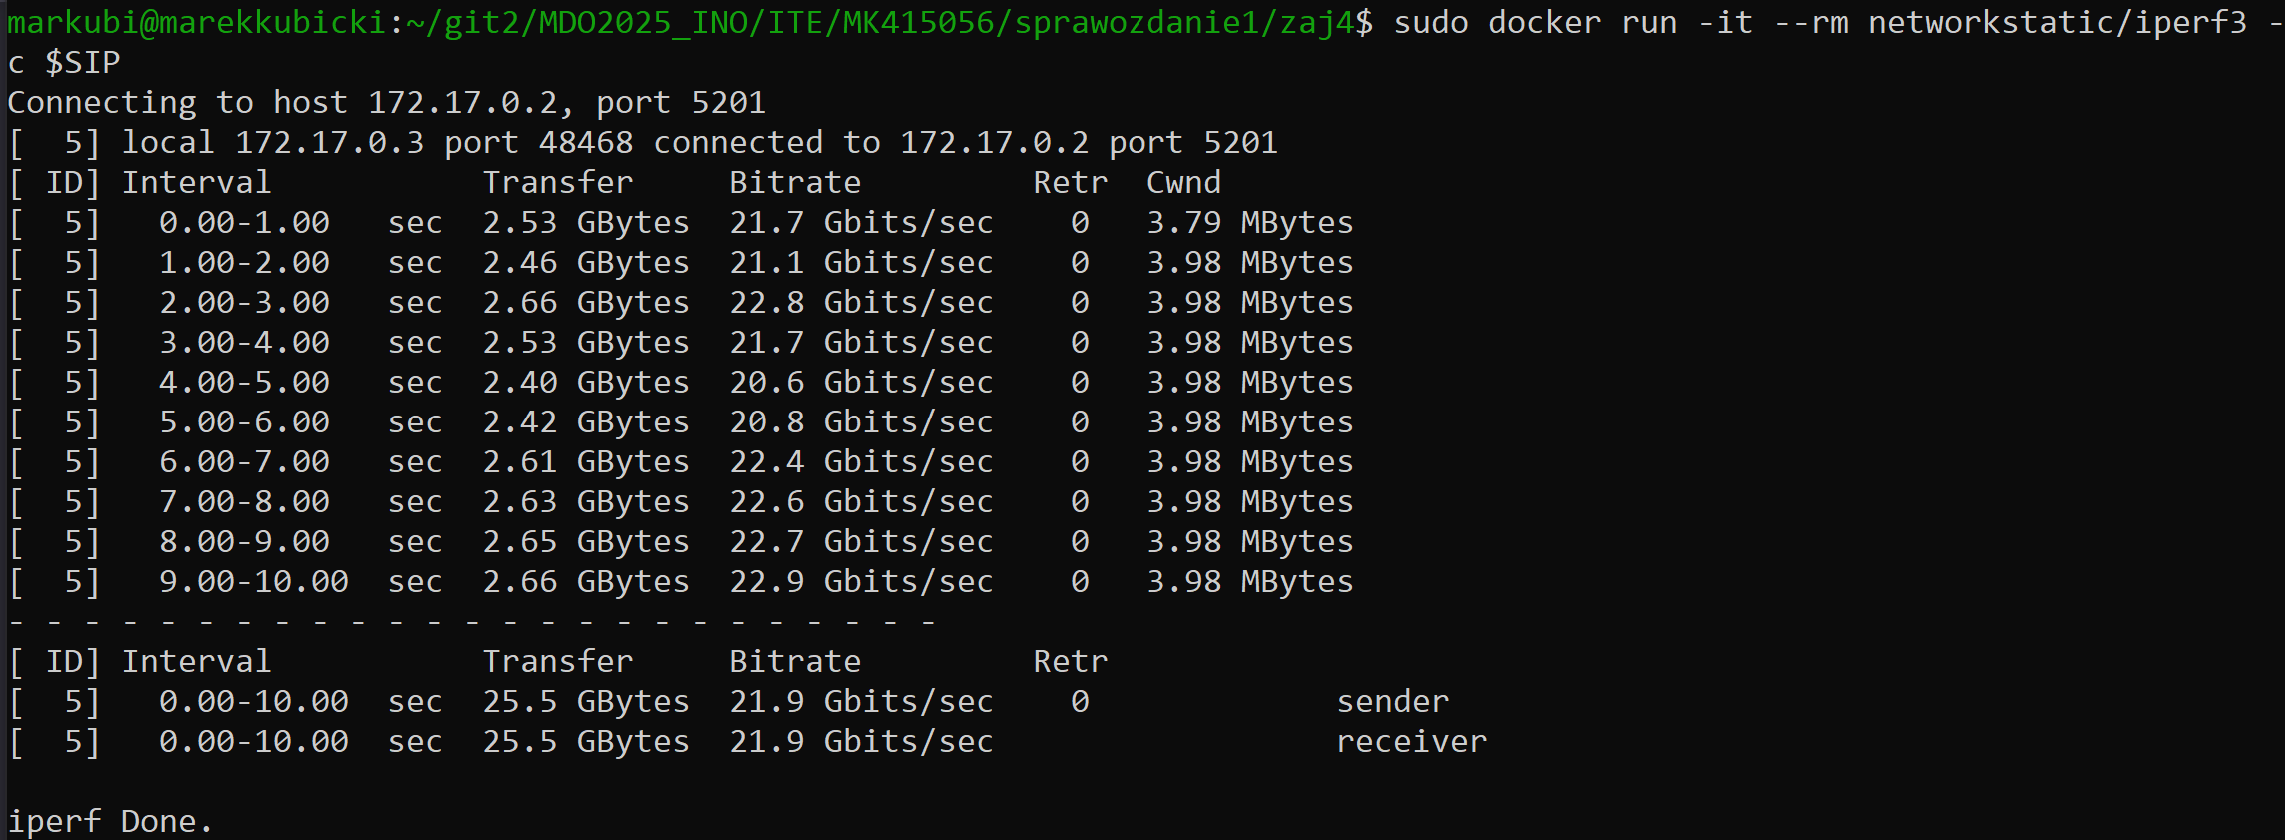 markubi@marekkubicki:~/git2/MDO2025_INO/ITE/MK415056/sprawozdanie1/zaj4$ sudo docker run -it --rm networkstatic/iperf3 -
c $SIP
Connecting to host 172.17.0.2, port 5201
[  5] local 172.17.0.3 port 48468 connected to 172.17.0.2 port 5201
[ ID] Interval           Transfer     Bitrate         Retr  Cwnd
[  5]   0.00-1.00   sec  2.53 GBytes  21.7 Gbits/sec    0   3.79 MBytes
[  5]   1.00-2.00   sec  2.46 GBytes  21.1 Gbits/sec    0   3.98 MBytes
[  5]   2.00-3.00   sec  2.66 GBytes  22.8 Gbits/sec    0   3.98 MBytes
[  5]   3.00-4.00   sec  2.53 GBytes  21.7 Gbits/sec    0   3.98 MBytes
[  5]   4.00-5.00   sec  2.40 GBytes  20.6 Gbits/sec    0   3.98 MBytes
[  5]   5.00-6.00   sec  2.42 GBytes  20.8 Gbits/sec    0   3.98 MBytes
[  5]   6.00-7.00   sec  2.61 GBytes  22.4 Gbits/sec    0   3.98 MBytes
[  5]   7.00-8.00   sec  2.63 GBytes  22.6 Gbits/sec    0   3.98 MBytes
[  5]   8.00-9.00   sec  2.65 GBytes  22.7 Gbits/sec    0   3.98 MBytes
[  5]   9.00-10.00  sec  2.66 GBytes  22.9 Gbits/sec    0   3.98 MBytes
- - - - - - - - - - - - - - - - - - - - - - - - -
[ ID] Interval           Transfer     Bitrate         Retr
[  5]   0.00-10.00  sec  25.5 GBytes  21.9 Gbits/sec    0             sender
[  5]   0.00-10.00  sec  25.5 GBytes  21.9 Gbits/sec                  receiver

iperf Done.